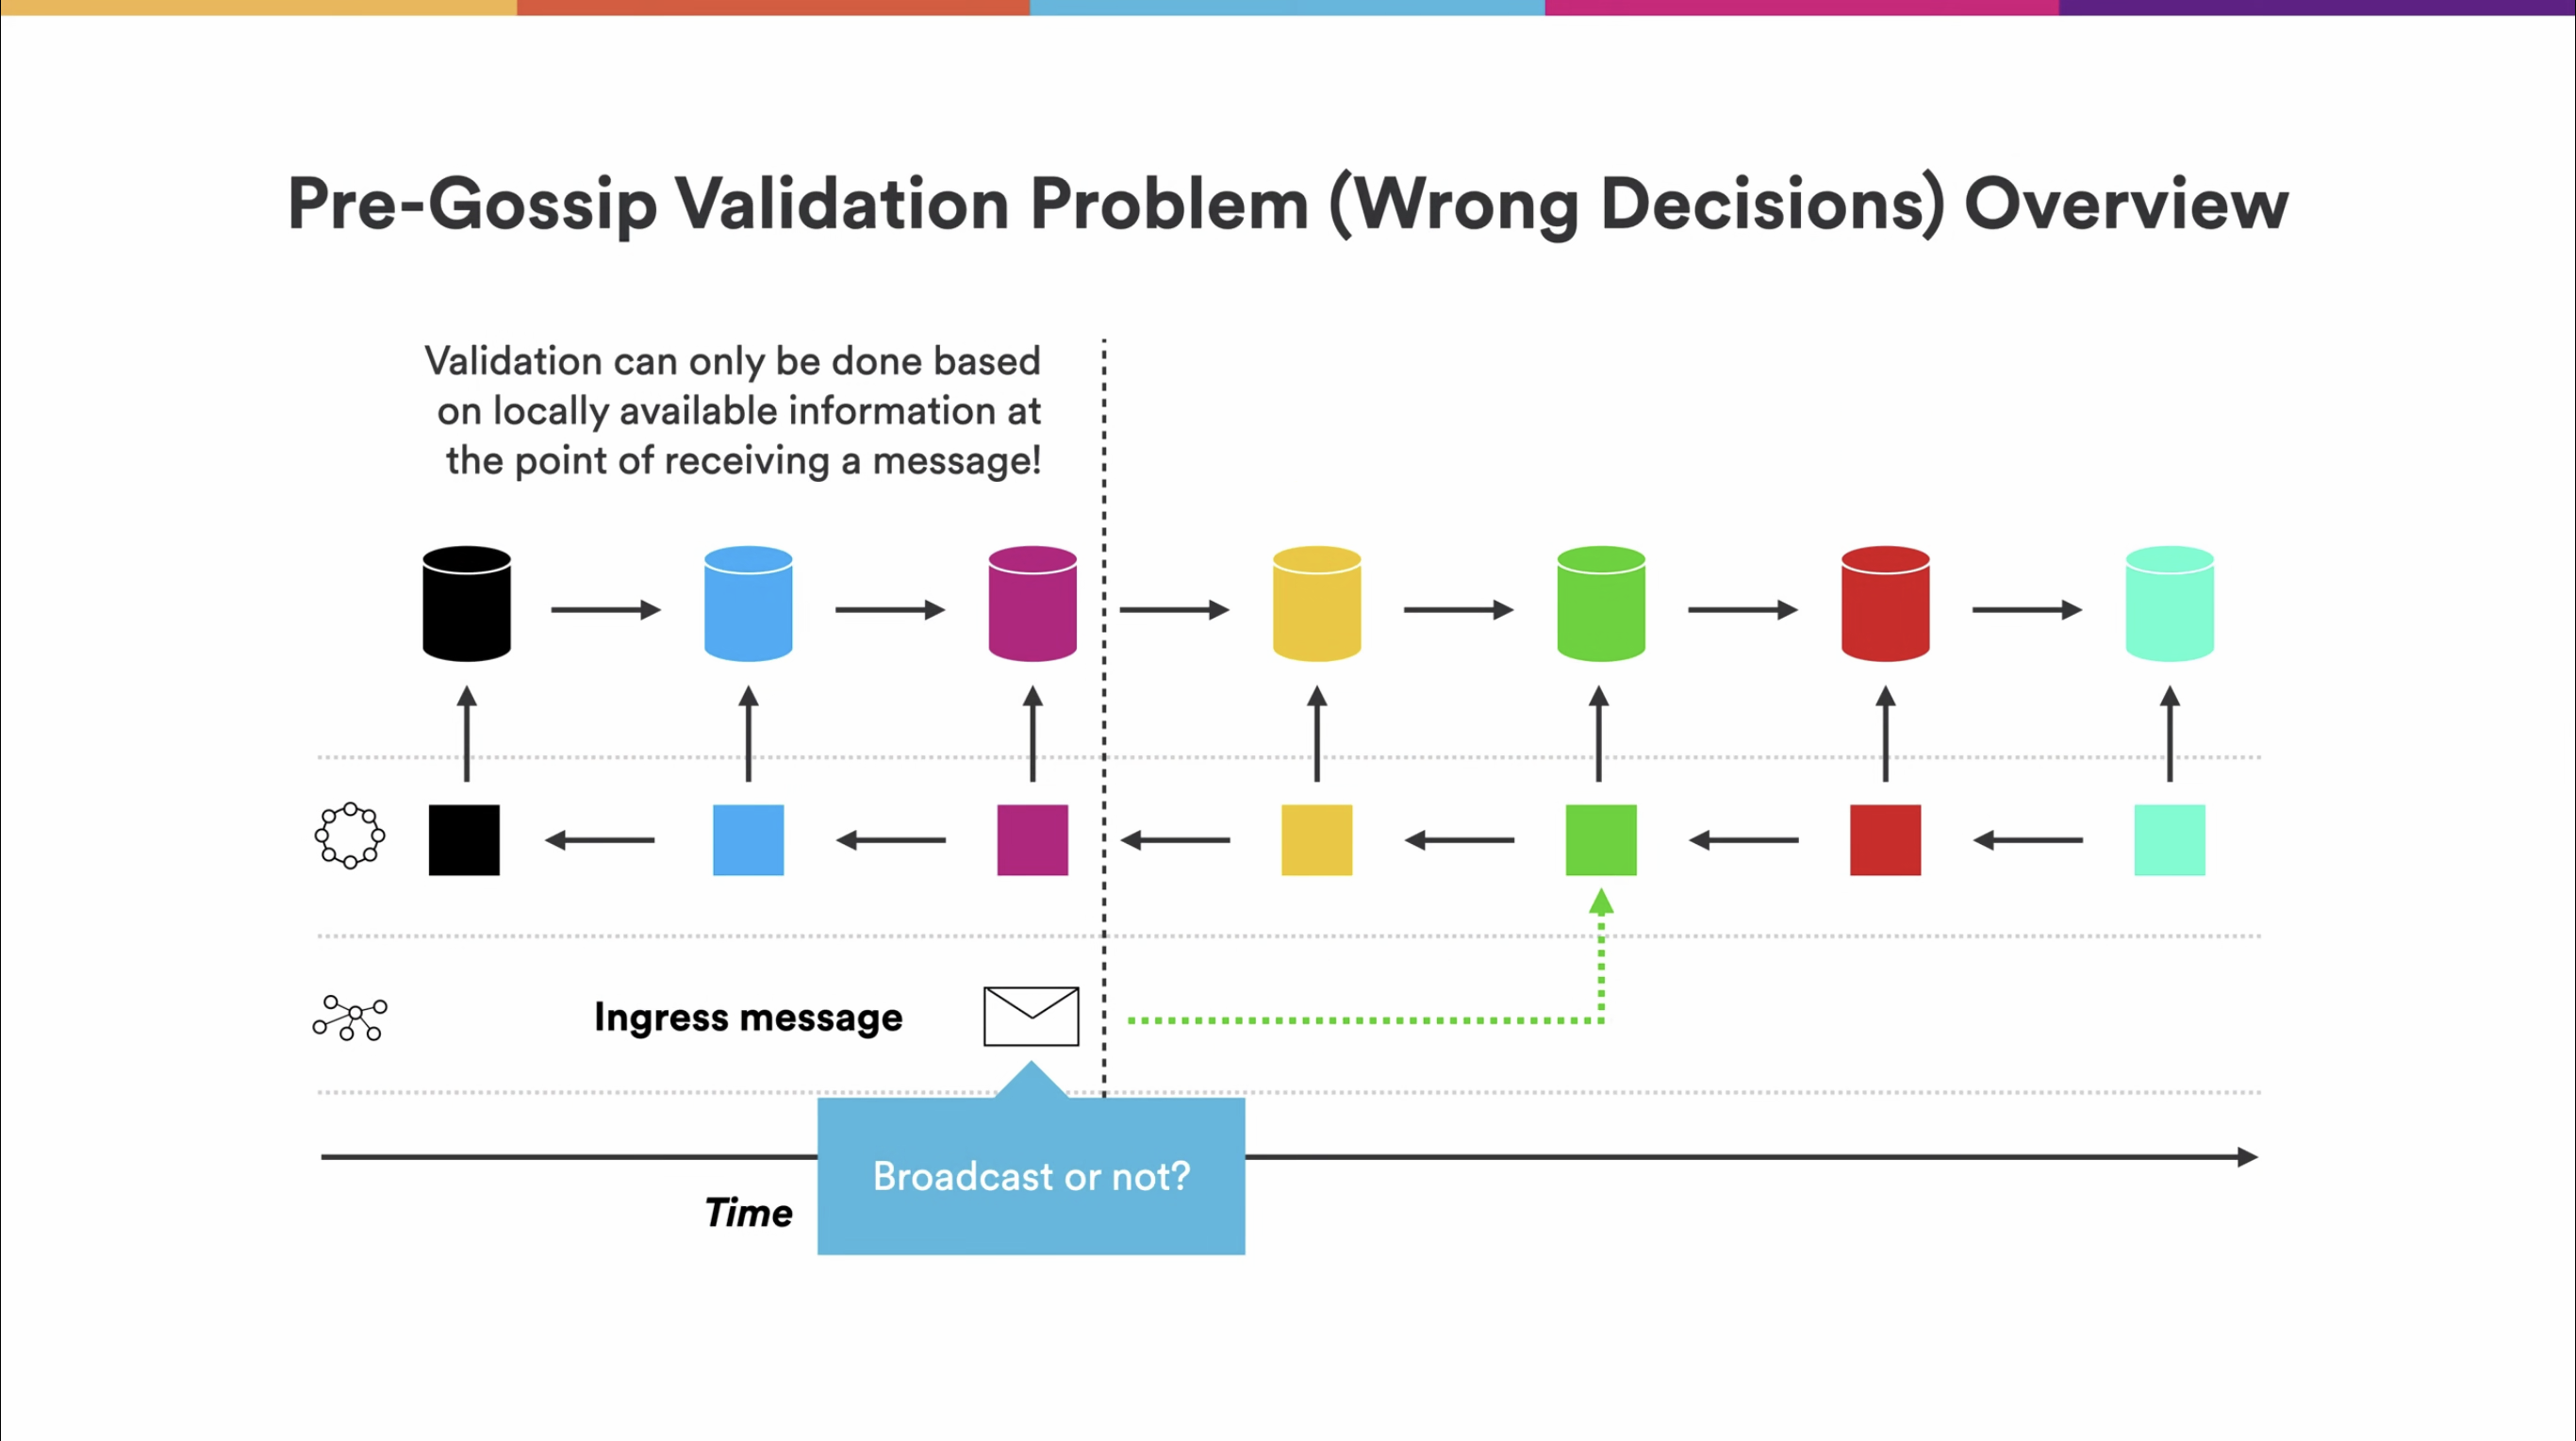 Pre-Gossip Validation Problem (Wrong Decisions) Overview
Validation can only be done based
on locally available information at
the point of receiving a message!
Ingress message
Broadcast or not?
Time